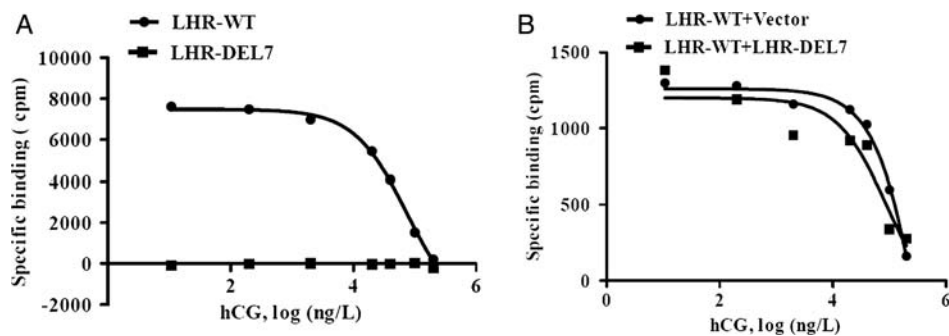 A
LHR-WT
LHR-DEL7
Specific binding ( cpm)
10000
8000
6000
4000
2000
0
-2000
2
4
6
hCG, log (ng/L)
B
LHR-WT+Vector
LHR-WT+LHR-DEL7
Specific binding (cpm)
1500
1000
500
0
0
2
4
6
hCG, log (ng/L)